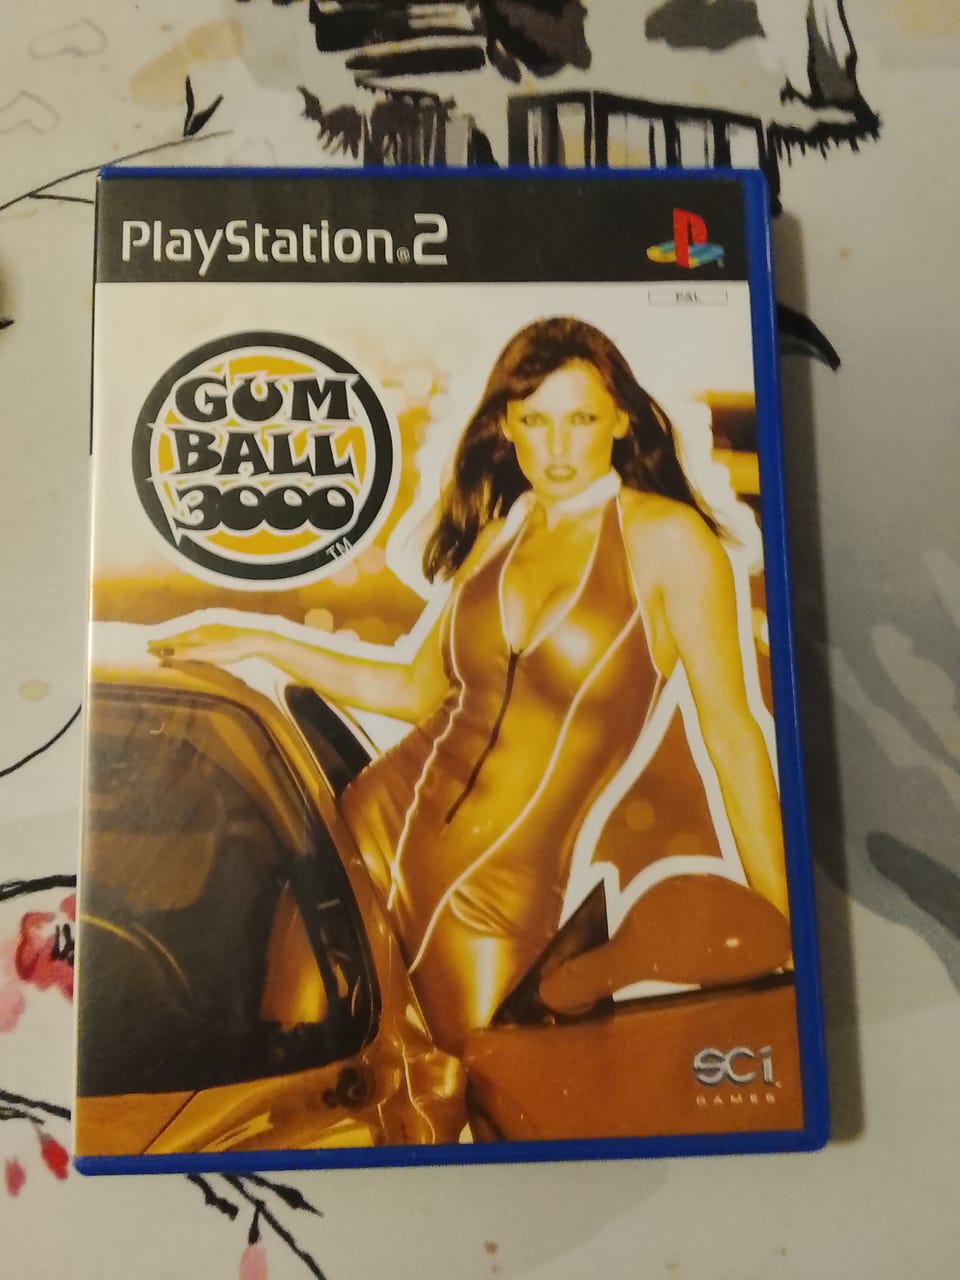 PlayStation®2
PAL
GUM
BALL
3000
TM
SCi
GAMES